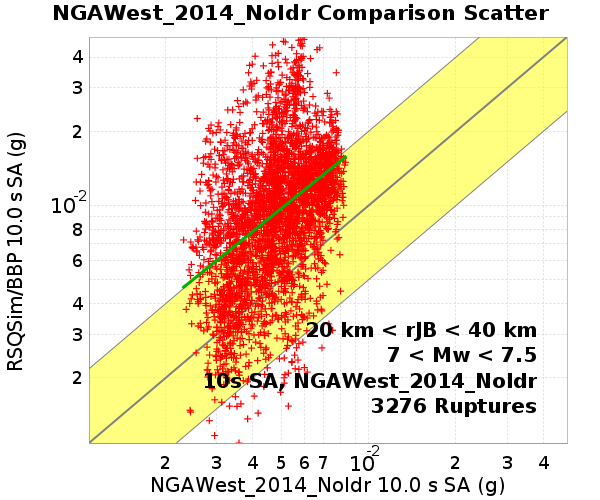 NGAWest_2014_NoIdr Comparison Scatter
RSQSim/BBP 10.0 s SA (g)
4
3
2
10-2
8
6
4
3
2
20 km < rJB < 40 km
7 < Mw < 7.5
10s SA, NGAWest_2014_NoIdr
3276 Ruptures
2 3 4 5 6 7 10-2 2 3 4
NGAWest_2014_NoIdr 10.0 s SA (g)